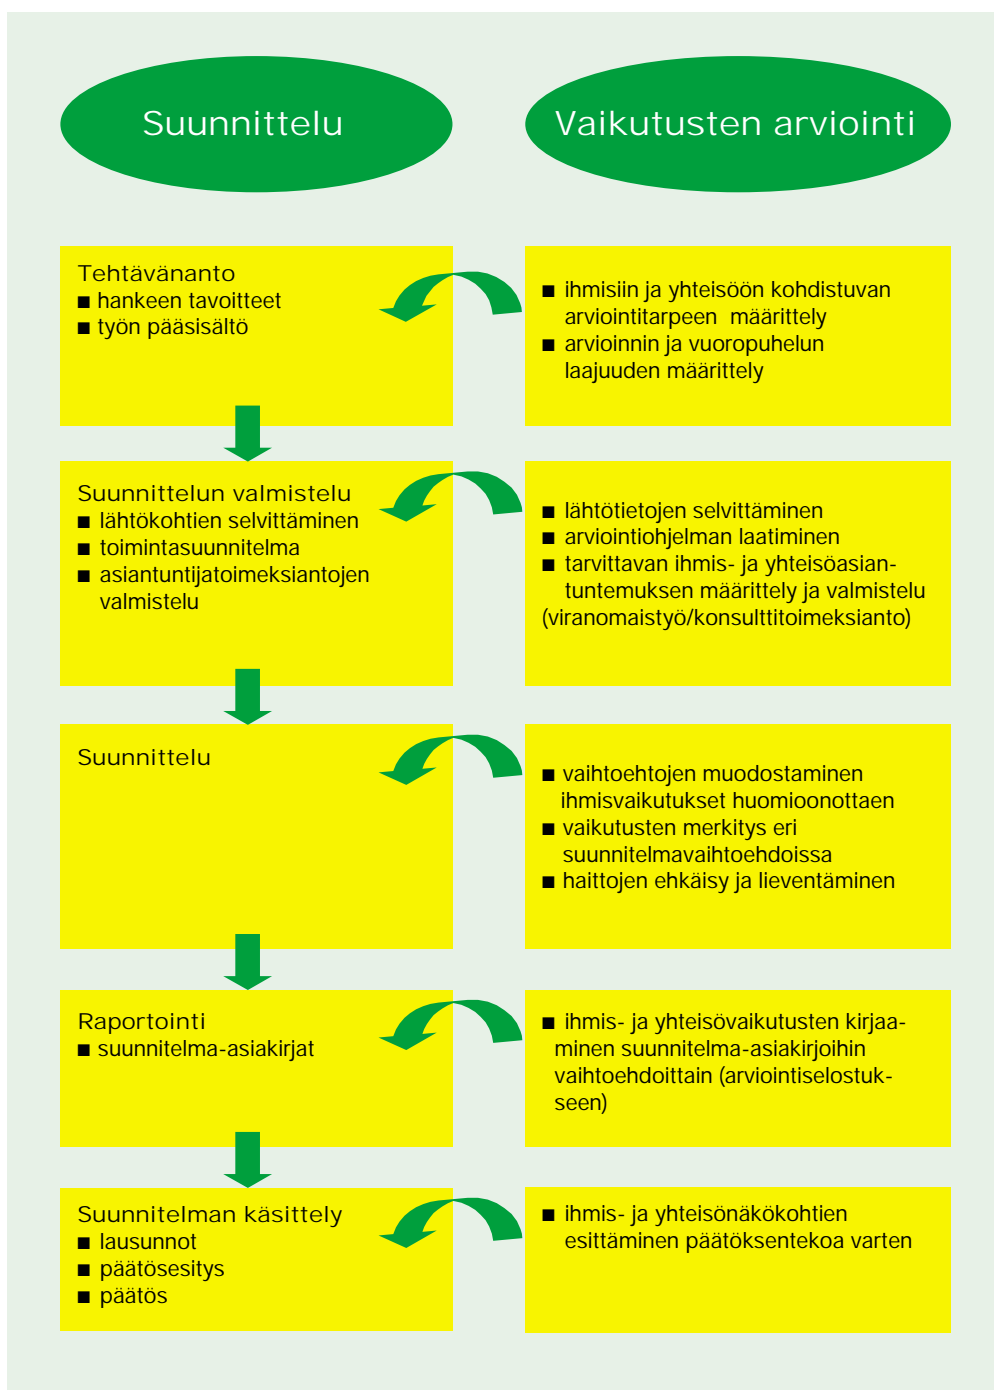 Suunnittelu
Vaikutusten arviointi
Tehtävänanto
■ hankeen tavoitteet
■ työn pääsisältö
■ ihmisiin ja yhteisöön kohdistuvan
arviointitarpeen määrittely
■ arvioinnin ja vuoropuhelun
laajuuden määrittely
Suunnittelun valmistelu
■ lähtökohtien selvittäminen
■ toimintasuunnitelma
■ asiantuntijatoimeksiantojen
valmistelu
■ lähtötietojen selvittäminen
■ arviointiohjelman laatiminen
■ tarvittavan ihmis- ja yhteisöasian-
tuntemuksen määrittely ja valmistelu
(viranomaistyö/konsulttitoimeksianto)
Suunnittelu
■ vaihtoehtojen muodostaminen
ihmisvaikutukset huomioonottaen
■ vaikutusten merkitys eri
suunnitelmavaihtoehdoissa
■ haittojen ehkäisy ja lieventäminen
Raportointi
■ suunnitelma-asiakirjat
■ ihmis- ja yhteisövaikutusten kirjaa-
minen suunnitelma-asiakirjoihin
vaihtoehdoittain (arviointiselostuk-
seen)
Suunnitelman käsittely
■ lausunnot
■ päätösesitys
■ päätös
■ ihmis- ja yhteisönäkökohtien
esittäminen päätöksentekoa varten